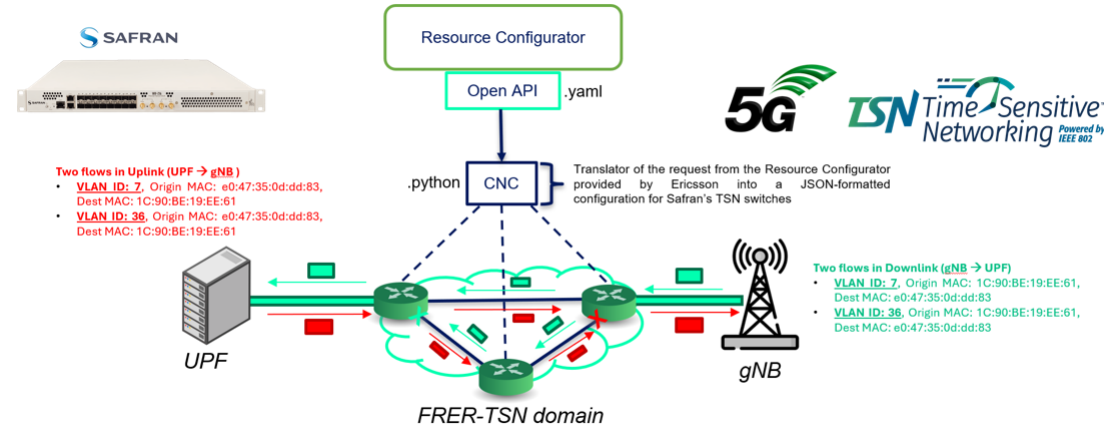 SAFRAN
Resource Configurator
Open API
.yaml
5G
TSN Time Sensitive
Networking Powered by
IEEE 802
Two flows in Uplink (UPF → gNB )
• VLAN ID: 7, Origin MAC: e0:47:35:0d:dd:83,
Dest MAC: 1C:90:BE:19:EE:61
• VLAN ID: 36, Origin MAC: e0:47:35:0d:dd:83,
Dest MAC: 1C:90:BE:19:EE:61
.python
CNC
Translator of the request from the Resource Configurator
provided by Ericsson into a JSON-formatted
configuration for Safran's TSN switches
Two flows in Downlink (gNB → UPF)
• VLAN ID: 7, Origin MAC: 1C:90:BE:19:EE:61,
Dest MAC: e0:47:35:0d:dd:83
• VLAN ID: 36, Origin MAC: 1C:90:BE:19:EE:61,
Dest MAC: e0:47:35:0d:dd:83
UPF
gNB
FRER-TSN domain